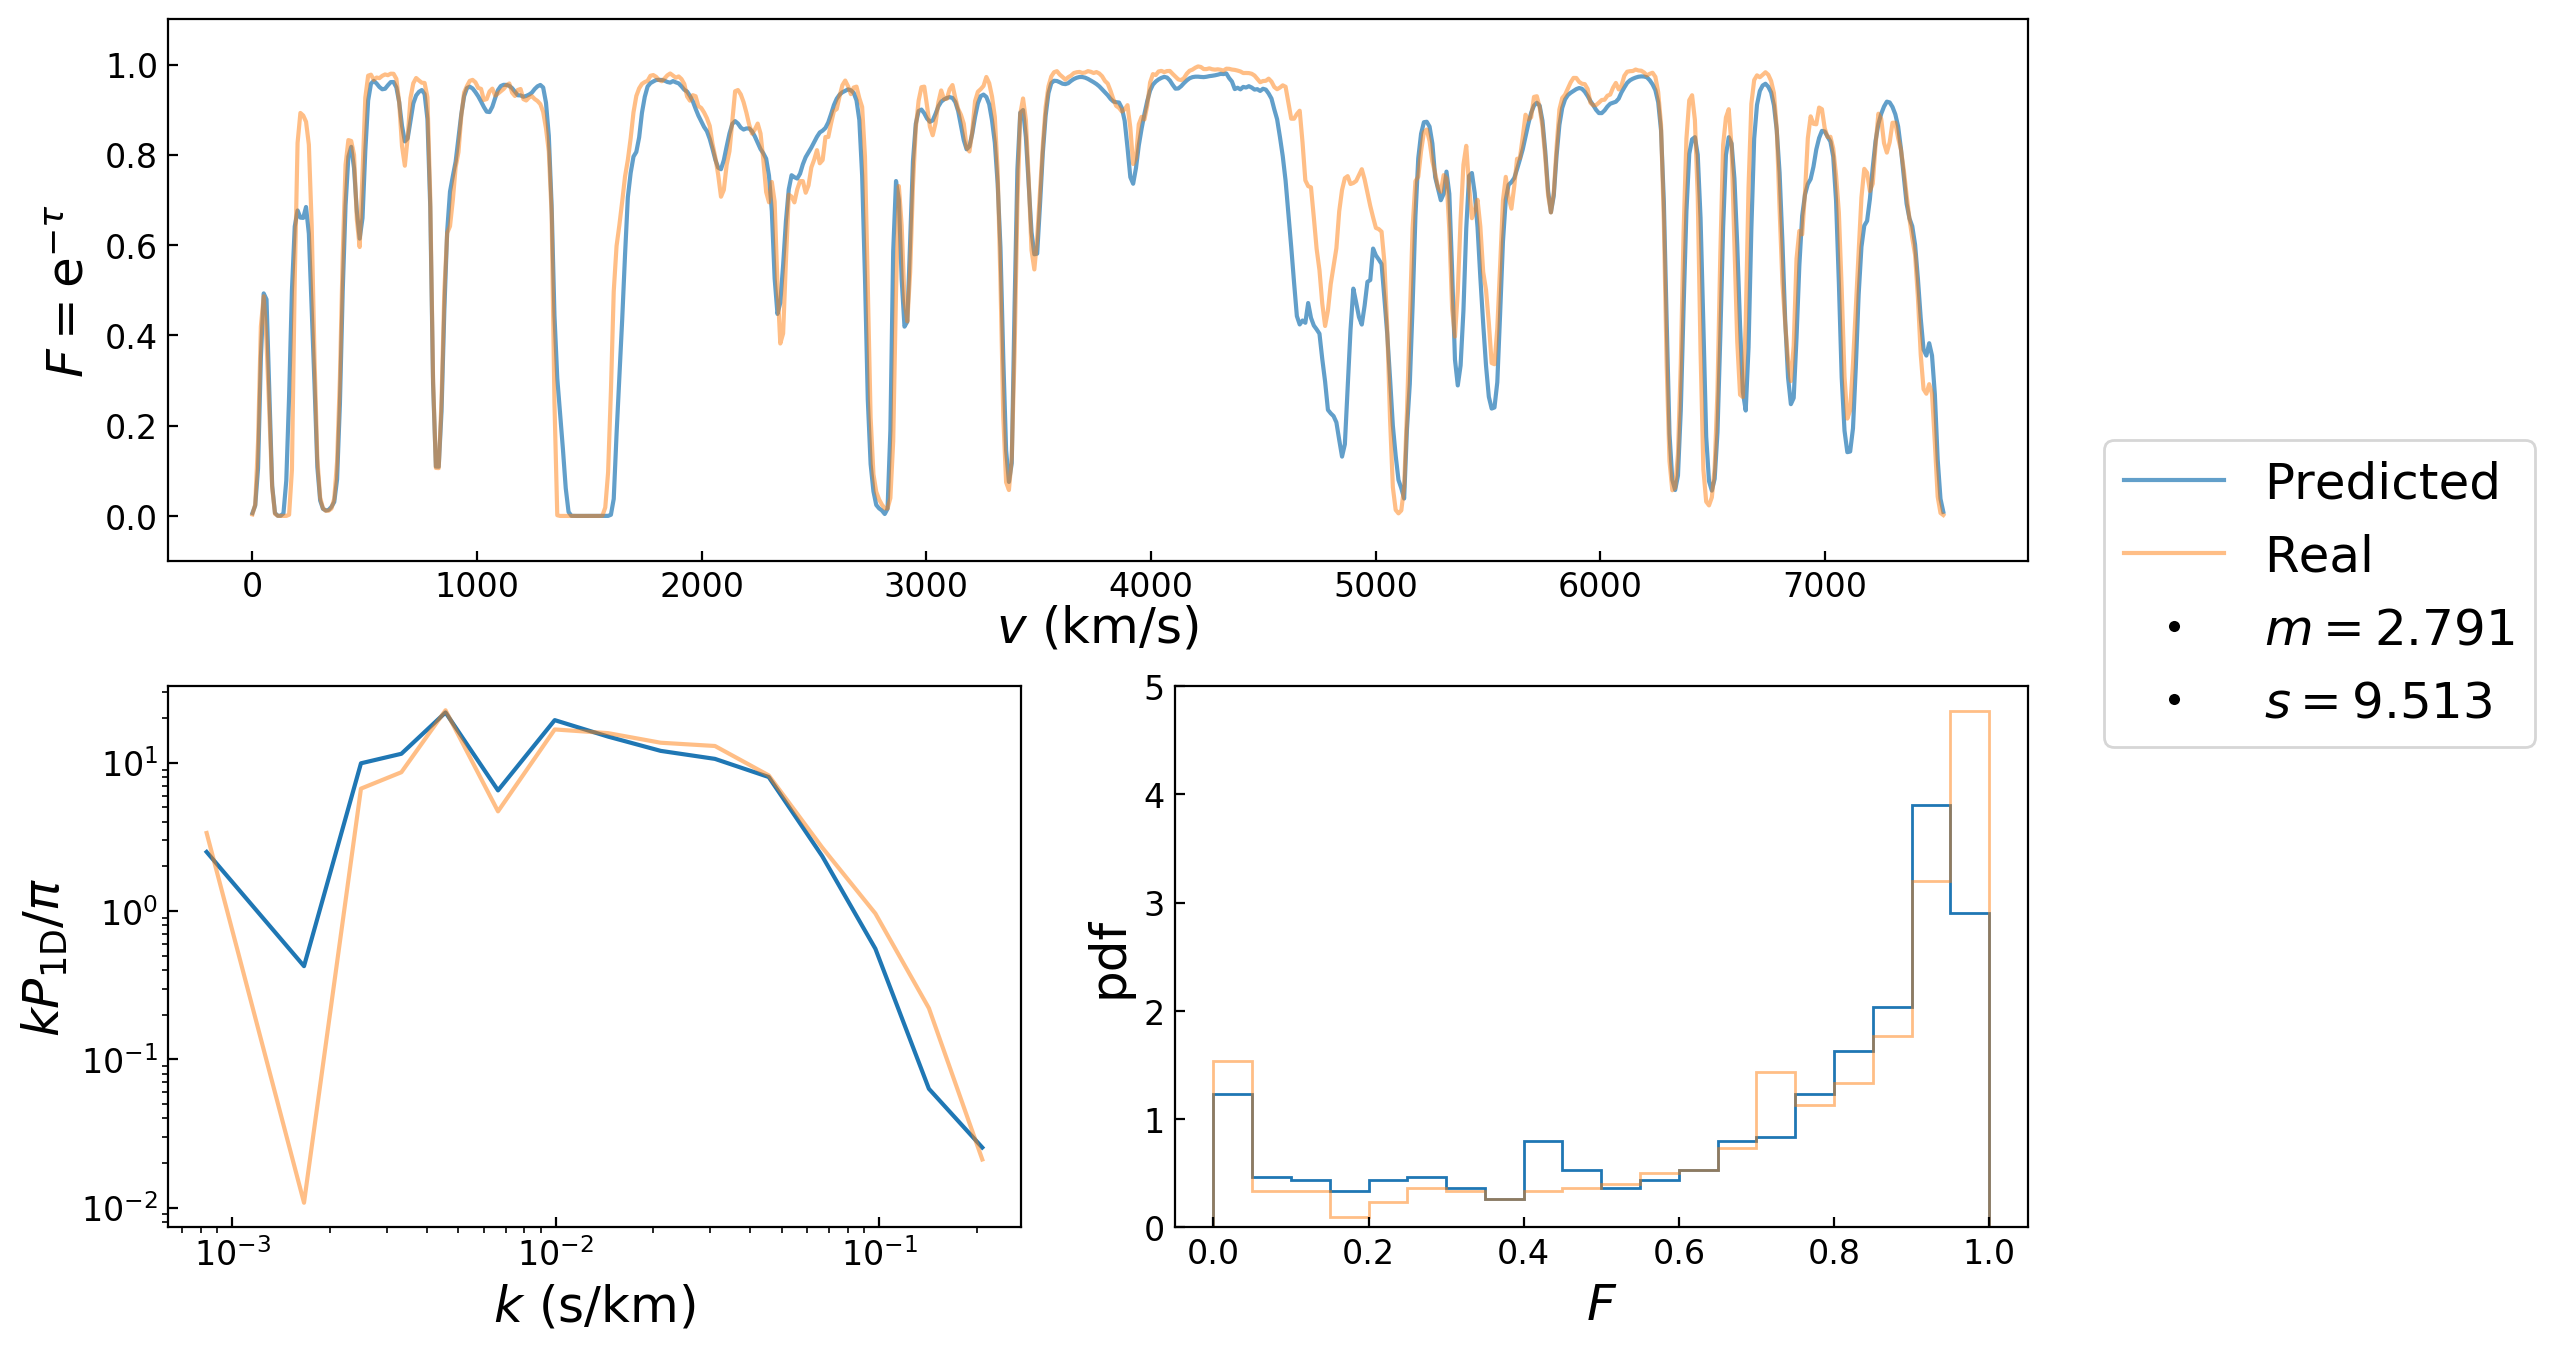 1.0
0.8
0.6
0.4
0.2
0.0
F = e^{−τ}
0 1000 2000 3000 4000 5000 6000 7000
v (km/s)
Predicted
Real
m = 2.791
s = 9.513
10^1
10^0
10^{−1}
10^{−2}
kP_{1D}/π
10^{−3} 10^{−2} 10^{−1}
k (s/km)
5
4
3
2
1
0
pdf
0.0 0.2 0.4 0.6 0.8 1.0
F